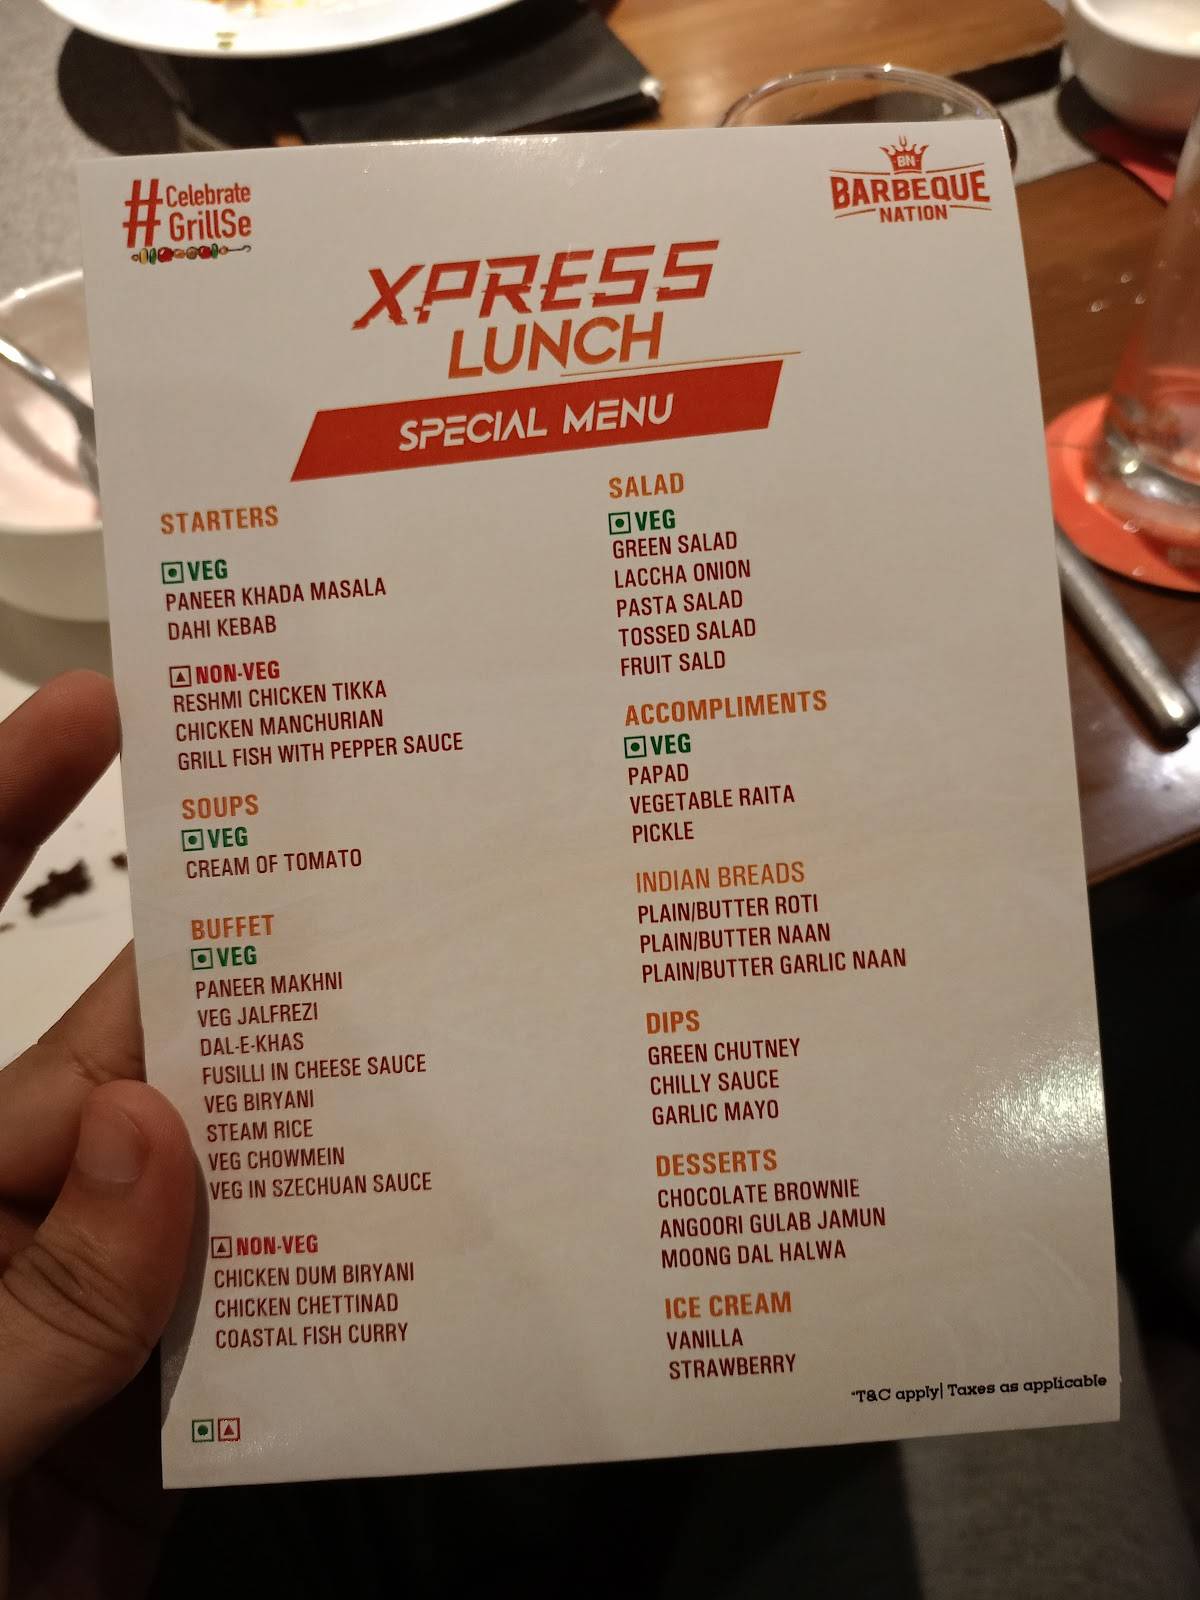 #Celebrate
GrillSe
BN
BARBEQUE
NATION
XPRESS
LUNCH
SPECIAL MENU
STARTERS
VEG
PANEER KHADA MASALA
DAHI KEBAB
NON-VEG
RESHMI CHICKEN TIKKA
CHICKEN MANCHURIAN
GRILL FISH WITH PEPPER SAUCE
SOUPS
VEG
CREAM OF TOMATO
BUFFET
VEG
PANEER MAKHNI
VEG JALFREZI
DAL-E-KHAS
FUSILLI IN CHEESE SAUCE
VEG BIRYANI
STEAM RICE
VEG CHOWMEIN
VEG IN SZECHUAN SAUCE
NON-VEG
CHICKEN DUM BIRYANI
CHICKEN CHETTINAD
COASTAL FISH CURRY
SALAD
VEG
GREEN SALAD
LACCHA ONION
PASTA SALAD
TOSSED SALAD
FRUIT SALD
ACCOMPLIMENTS
VEG
PAPAD
VEGETABLE RAITA
PICKLE
INDIAN BREADS
PLAIN/BUTTER ROTI
PLAIN/BUTTER NAAN
PLAIN/BUTTER GARLIC NAAN
DIPS
GREEN CHUTNEY
CHILLY SAUCE
GARLIC MAYO
DESSERTS
CHOCOLATE BROWNIE
ANGOORI GULAB JAMUN
MOONG DAL HALWA
ICE CREAM
VANILLA
STRAWBERRY
*T&C apply| Taxes as applicable